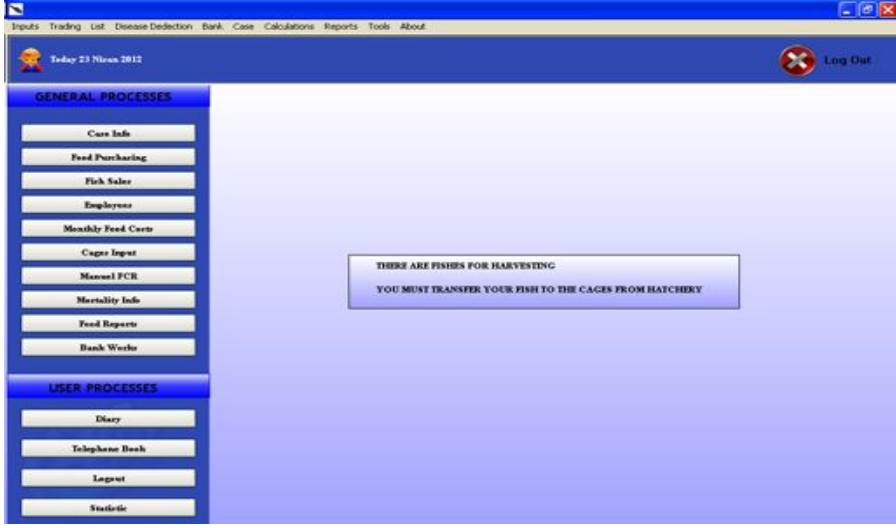 Inputs Trading List Disease Dedection Bank Case Calculations Reports Tools About
Today 23 Nisan 2012
Log Out
GENERAL PROCESSES
Care Info
Feed Purchasing
Fish Sales
Employees
Monthly Feed Costs
Cages Input
Manuel FCR
Mortality Info
Feed Reports
Bank Works
THERE ARE FISHES FOR HARVESTING
YOU MUST TRANSFER YOUR FISH TO THE CAGES FROM HATCHERY
USER PROCESSES
Diary
Telephone Book
Logout
Statistic